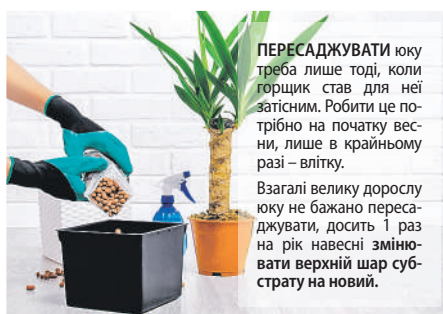 ПЕРЕСАДЖУВАТИ юку
треба лише тоді, коли
горщик став для неї
затісним. Робити це по-
трібно на початку вес-
ни, лише в крайньому
разі – влітку.
Взагалі велику дорослу
юку не бажано переса-
джувати, досить 1 раз
на рік навесні зміню-
вати верхній шар суб-
страту на новий.